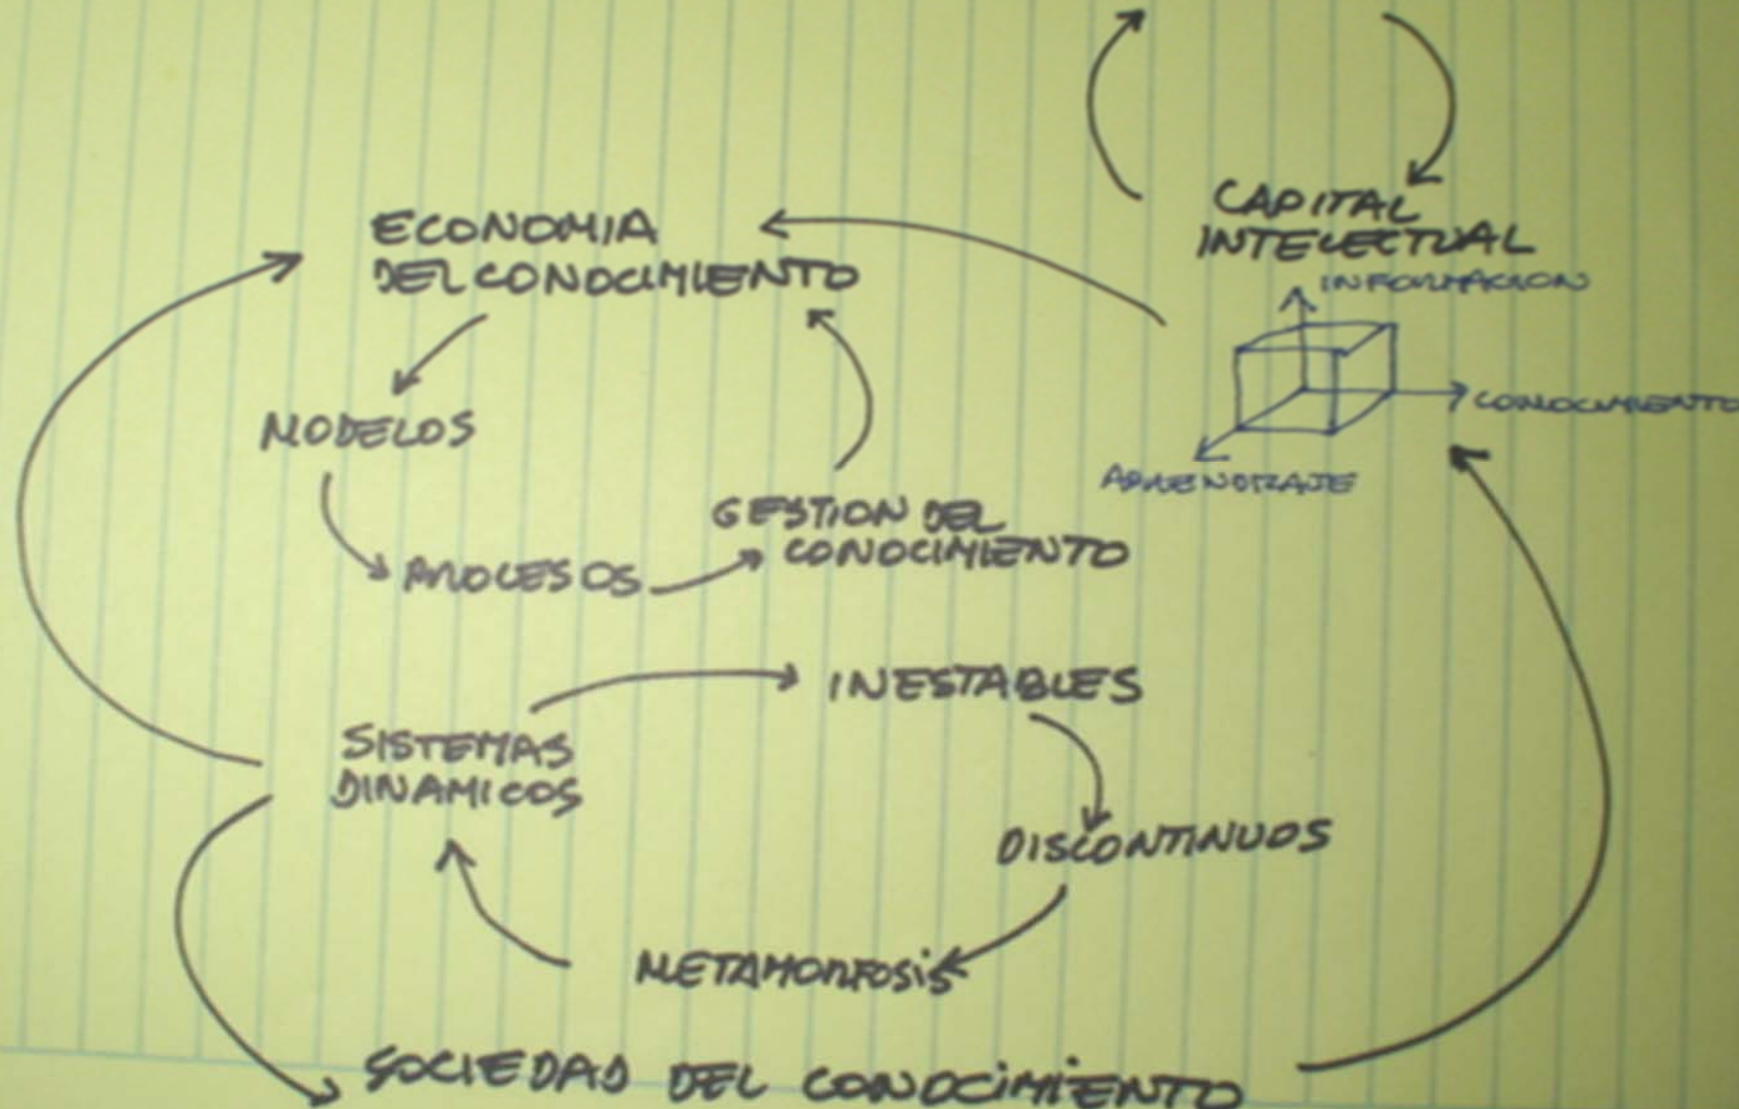 CAPITAL
INTELECTUAL
INFORMACION
CONOCIMIENTO
APRENDIZAJE
ECONOMIA
DEL CONOCIMIENTO
MODELOS
PROCESOS
GESTION DEL
CONOCIMIENTO
INESTABLES
SISTEMAS
DINAMICOS
DISCONTINUOS
METAMORFOSIS
SOCIEDAD DEL CONOCIMIENTO